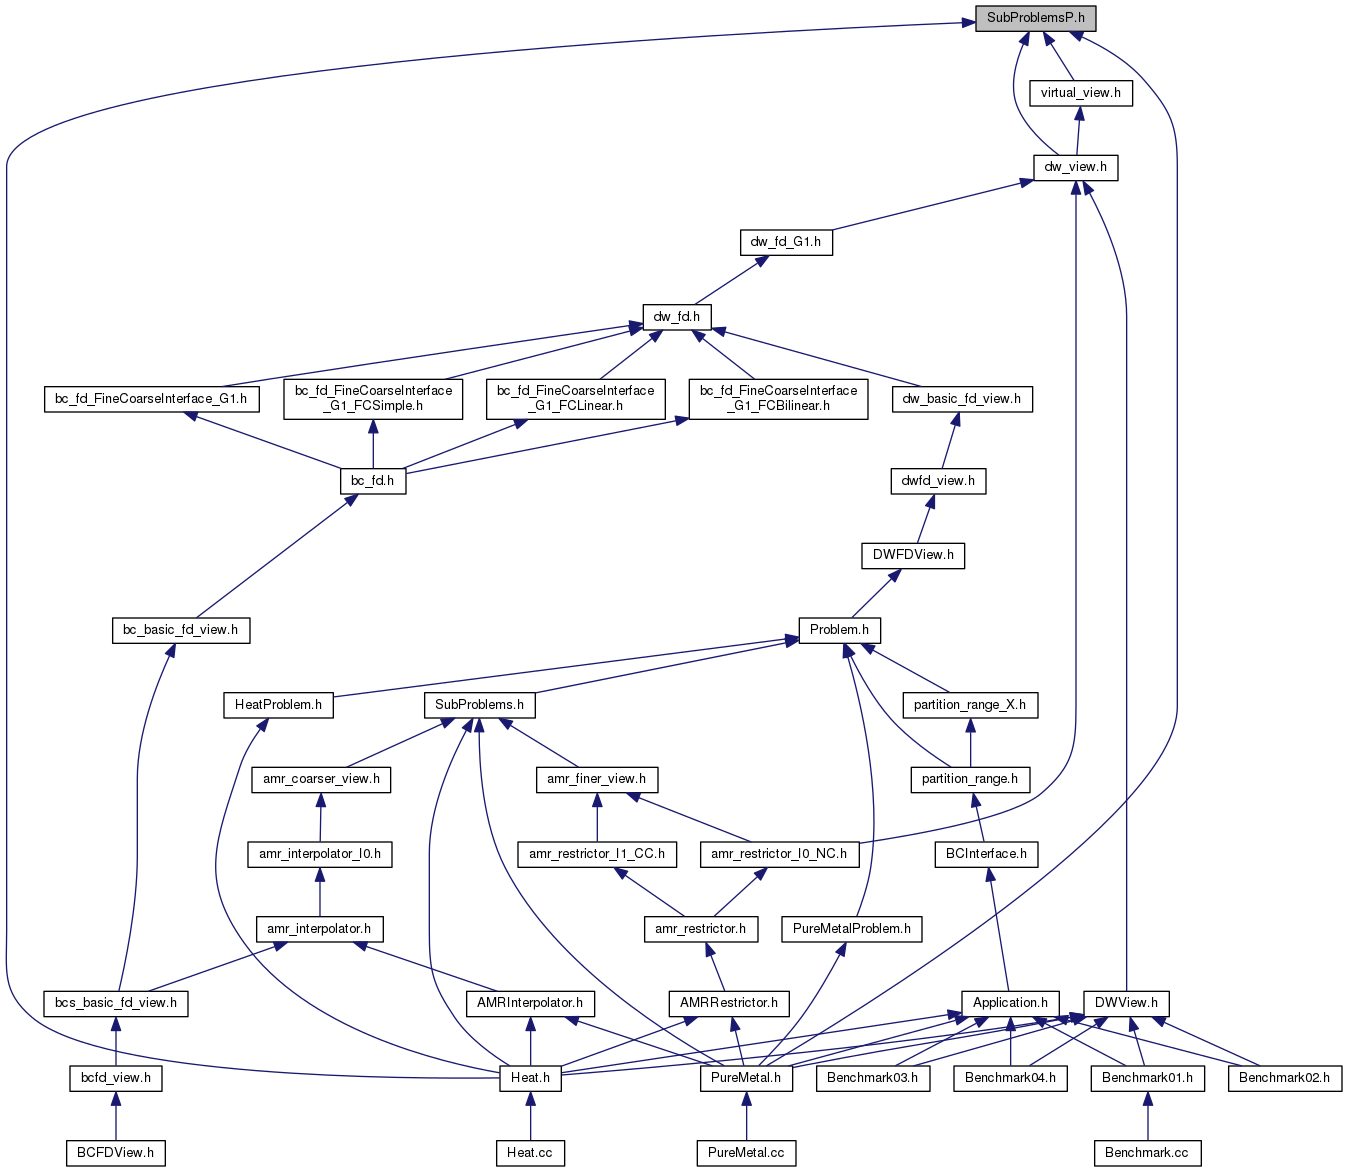 SubProblemsP.h
virtual_view.h
dw_view.h
dw_fd_G1.h
dw_fd.h
bc_fd_FineCoarseInterface_G1.h
bc_fd_FineCoarseInterface
_G1_FCSimple.h
bc_fd_FineCoarseInterface
_G1_FCLinear.h
bc_fd_FineCoarseInterface
_G1_FCBilinear.h
dw_basic_fd_view.h
bc_fd.h
dwfd_view.h
DWFDView.h
bc_basic_fd_view.h
Problem.h
HeatProblem.h
SubProblems.h
partition_range_X.h
amr_coarser_view.h
amr_finer_view.h
partition_range.h
amr_interpolator_I0.h
amr_restrictor_I1_CC.h
amr_restrictor_I0_NC.h
BCInterface.h
amr_interpolator.h
amr_restrictor.h
PureMetalProblem.h
bcs_basic_fd_view.h
AMRInterpolator.h
AMRRestrictor.h
Application.h
DWView.h
bcfd_view.h
Heat.h
PureMetal.h
Benchmark03.h
Benchmark04.h
Benchmark01.h
Benchmark02.h
BCFDView.h
Heat.cc
PureMetal.cc
Benchmark.cc